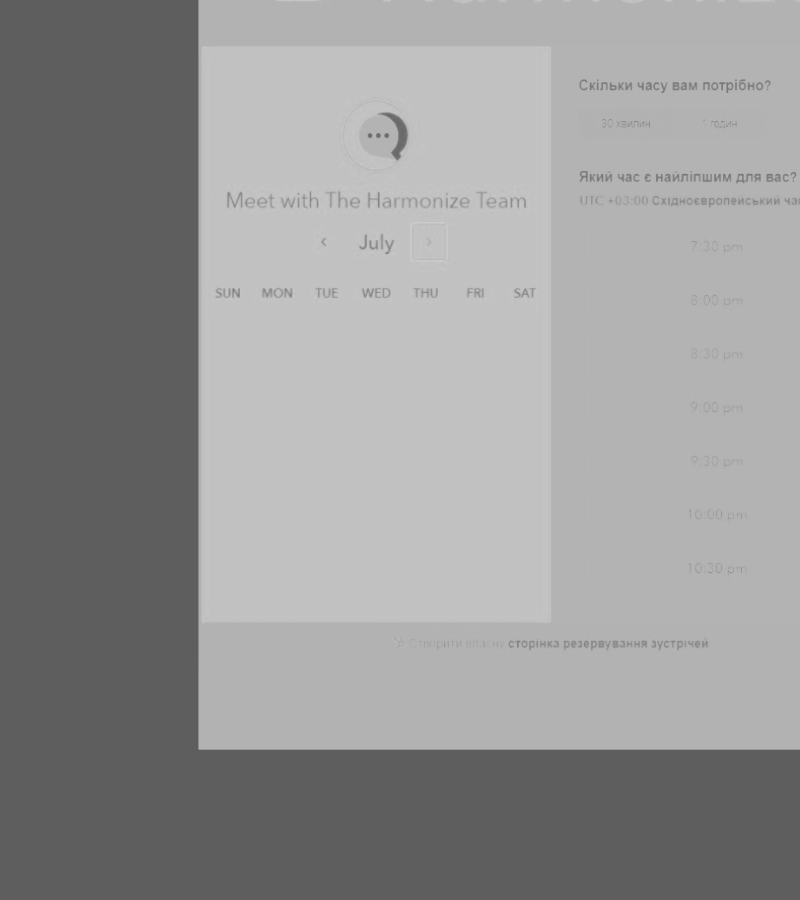 Meet with The Harmonize Team
July
SUN MON TUE WED THU FRI SAT
Скільки часу вам потрібно?
30 хвилин 1 годин
Який час є найліпшим для вас?
UTC +03:00 Східноєвропейський
7:30 pm
8:00 pm
8:30 pm
9:00 pm
9:30 pm
10:00 pm
10:30 pm
Створити власну сторінка резервування зустрічей